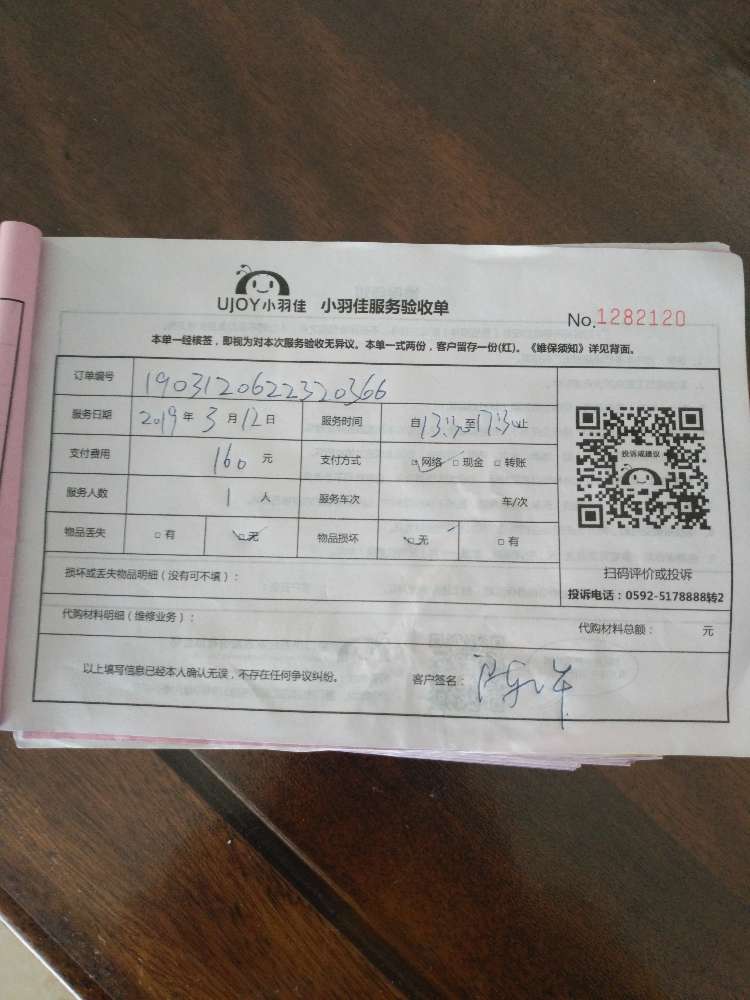 UJOY小羽佳 小羽佳服务验收单
No.1282120
本单一经核签，即视为对本次服务验收无异议。本单一式两份，客户留存一份(红)。《维保须知》详见背面。
订单编号 1903120622320366
服务日期 2019年3月12日 服务时间 自13:30至17:30止
支付费用 160元 支付方式 □网络 □现金 □转账
服务人数 1人 服务车次 车/次
物品丢失 □有 □无 物品损坏 □无 □有
投诉或建议
扫码评价或投诉
投诉电话：0592-5178888转2
损坏或丢失物品明细（没有可不填）：
代购材料明细（维修业务）： 代购材料总额： 元
以上填写信息已经本人确认无误，不存在任何争议纠纷。 客户签名：